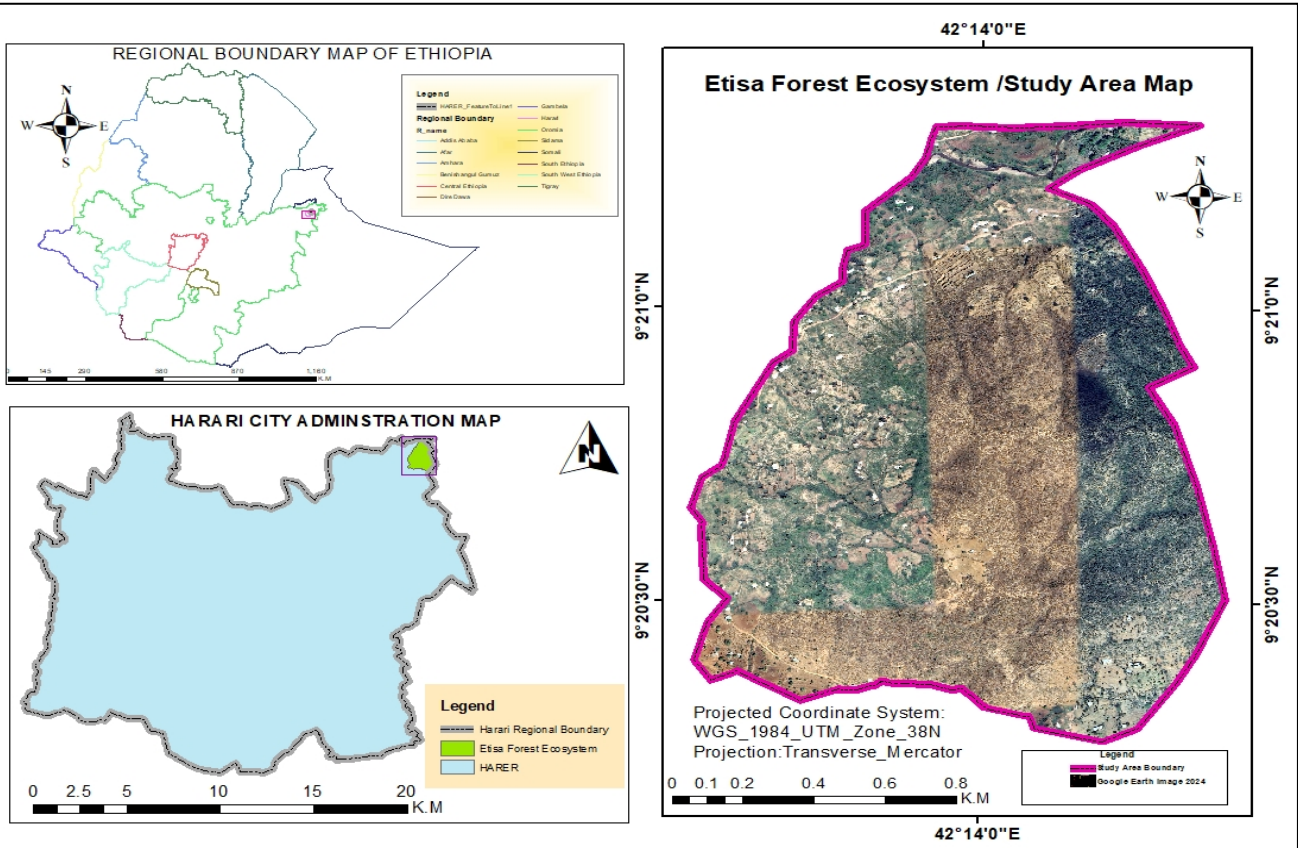 REGIONAL BOUNDARY MAP OF ETHIOPIA
N
W E
S
Legend
HARER_FeatureToLine1
Regional Boundary
R_name
Addis Ababa
Afar
Amhara
Benishangul Gumuz
Central Ethiopia
Dire Dawa
Gambela
Harari
Oromia
Sidama
Somali
South Ethiopia
South West Ethiopia
Tigray
0 145 290 580 870 1,160
K.M
HARARI CITY ADMINSTRATION MAP
N
Legend
Harari Regional Boundary
Etisa Forest Ecosystem
HARER
0 2.5 5 10 15 20
K.M
42°14'0"E
Etisa Forest Ecosystem /Study Area Map
N
W E
S
9°21'0"N
9°21'0"N
9°20'30"N
9°20'30"N
Projected Coordinate System:
WGS_1984_UTM_Zone_38N
Projection:Transverse_Mercator
0 0.1 0.2 0.4 0.6 0.8
K.M
Legend
Study Area Boundary
Google Earth Image 2024
42°14'0"E